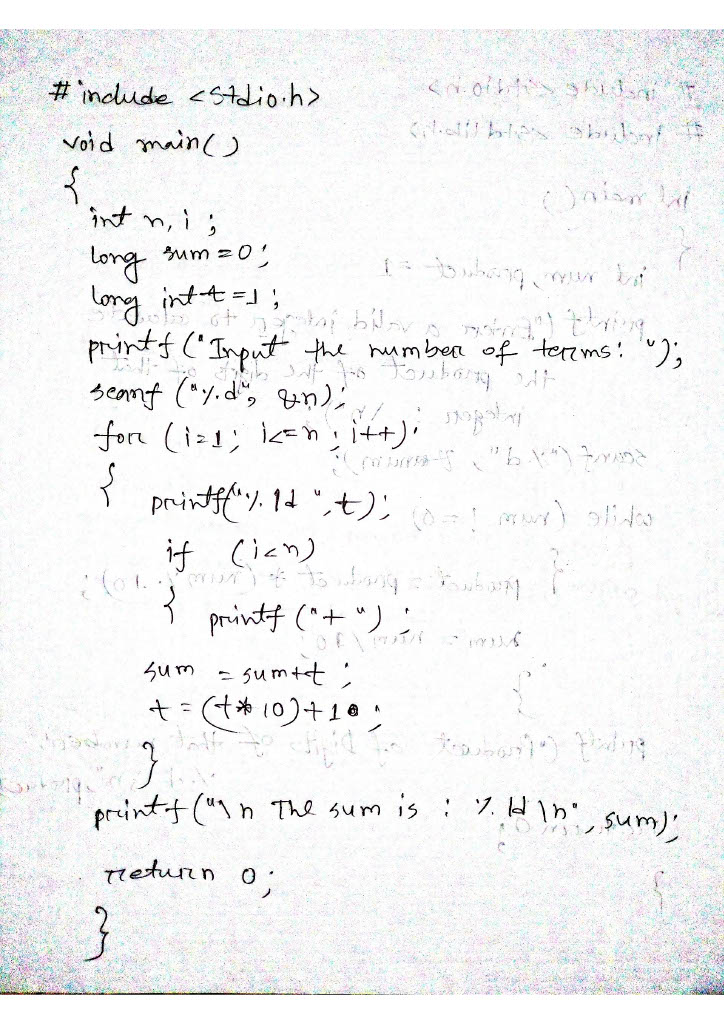 #include <stdio.h>
void main()
{
int n, i ;
long sum = 0;
long int t = 1 ;
printf ("Input the number of terms: ");
scanf ("%d", &n);
for (i=1; i<=n ; i++);
{ printf("%ld ",t);
if (i<n)
{ printf ("+ ") ;
sum = sum+t ;
t = (t*10)+1 ;
}
printf ("\n The sum is : %ld \n", sum);
return 0;
}